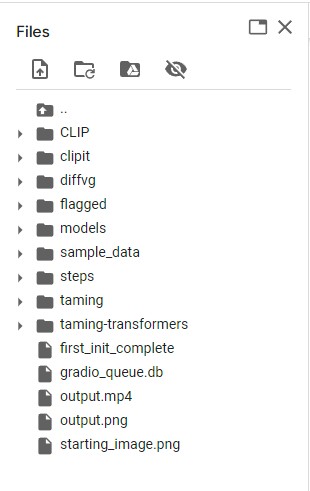 Files
..
CLIP
clipit
diffvg
flagged
models
sample_data
steps
taming
taming-transformers
first_init_complete
gradio_queue.db
output.mp4
output.png
starting_image.png